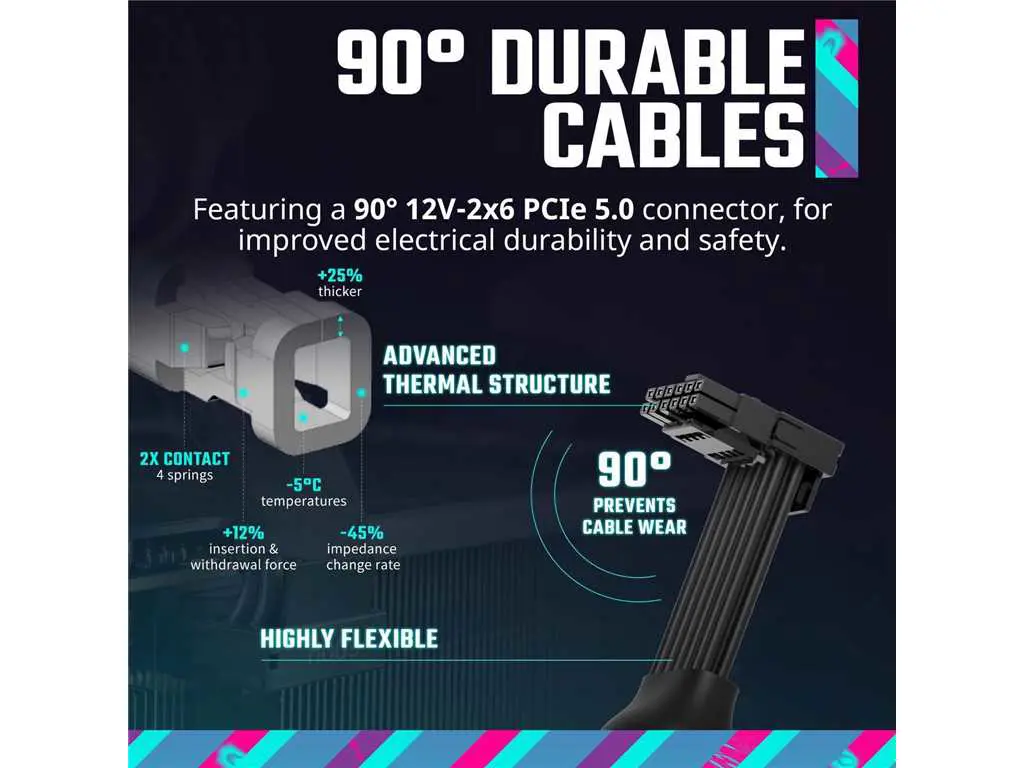 90° DURABLE
CABLES
Featuring a 90° 12V-2x6 PCIe 5.0 connector, for
improved electrical durability and safety.
+25%
thicker
ADVANCED
THERMAL STRUCTURE
2X CONTACT
4 springs
-5°C
temperatures
+12%
insertion &
withdrawal force
-45%
impedance
change rate
90°
PREVENTS
CABLE WEAR
HIGHLY FLEXIBLE